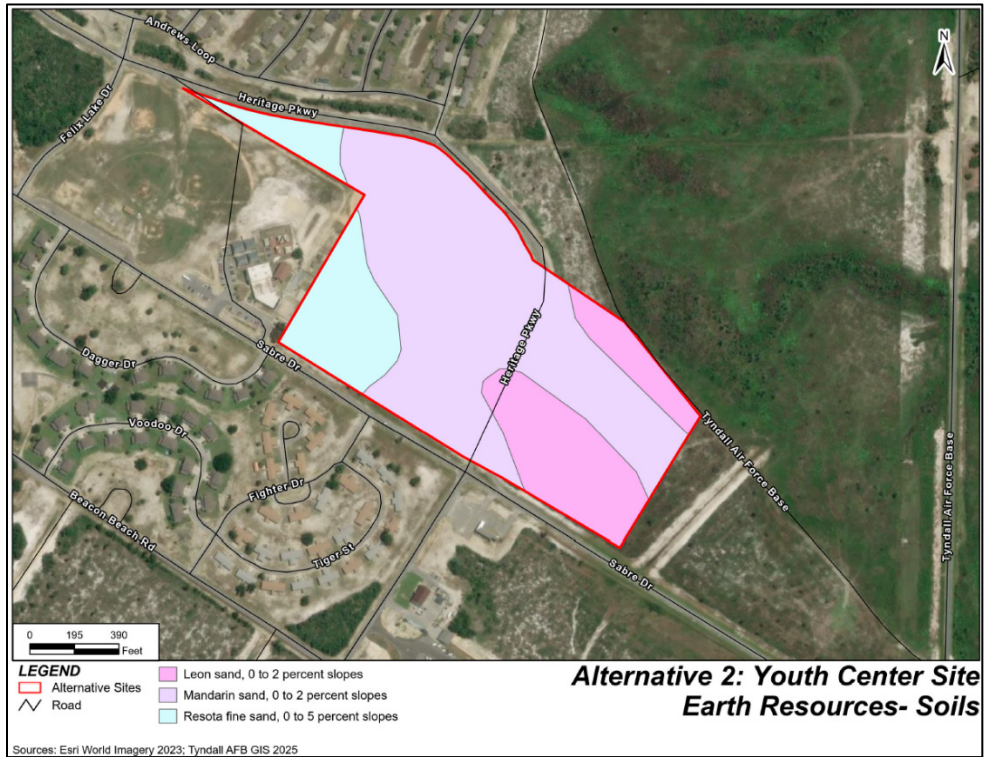 Andrews Loop
N
Felix Lake Dr
Heritage Pkwy
Heritage Pkwy
Dagger Dr
Sabre Dr
Voodoo Dr
Fighter Dr
Beacon Beach Rd
Tiger St
Sabre Dr
Tyndall Air Force Base
Tyndall Air Force Base
0 195 390
Feet
LEGEND
Alternative Sites
Road
Leon sand, 0 to 2 percent slopes
Mandarin sand, 0 to 2 percent slopes
Resota fine sand, 0 to 5 percent slopes
Alternative 2: Youth Center Site
Earth Resources- Soils
Sources: Esri World Imagery 2023; Tyndall AFB GIS 2025